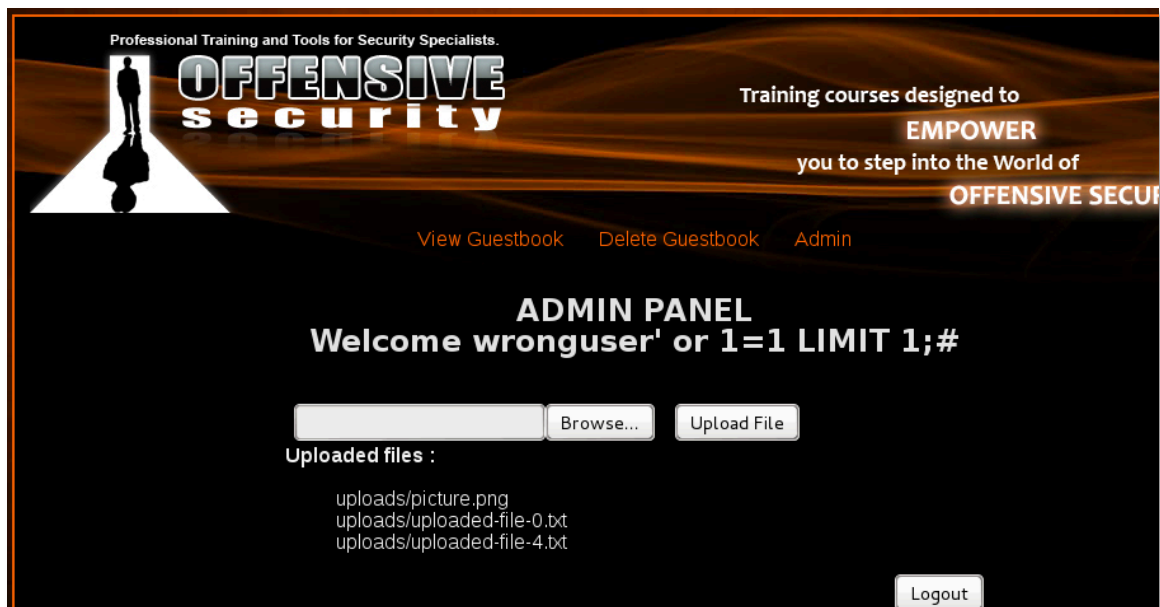 Professional Training and Tools for Security Specialists.
OFFENSIVE
security
Training courses designed to
EMPOWER
you to step into the World of
OFFENSIVE SECUR
View Guestbook Delete Guestbook Admin
ADMIN PANEL
Welcome wronguser' or 1=1 LIMIT 1;#
Browse... Upload File
Uploaded files :
uploads/picture.png
uploads/uploaded-file-0.txt
uploads/uploaded-file-4.txt
Logout